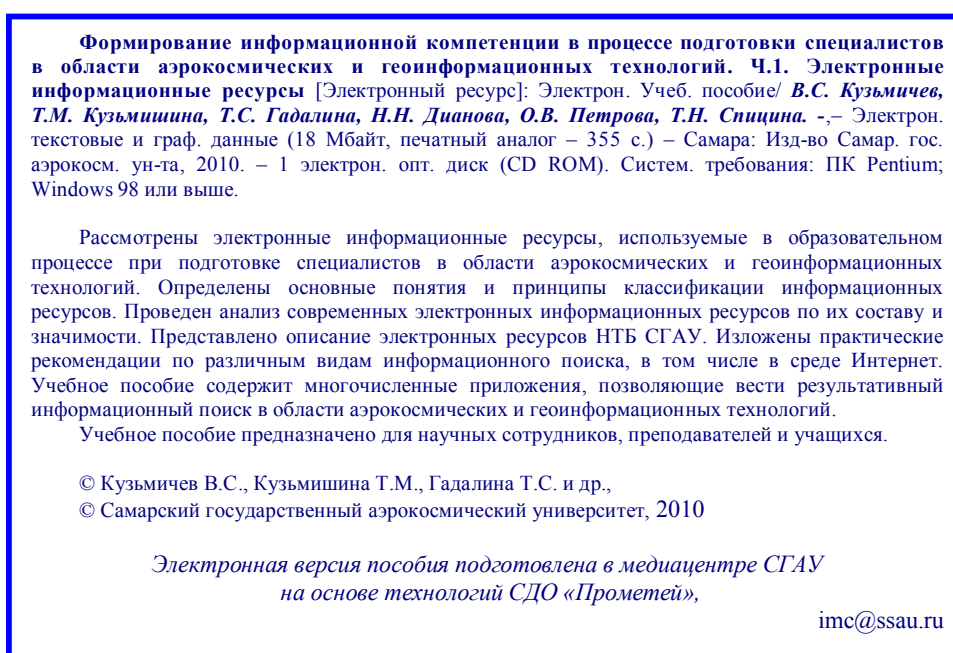 Формирование информационной компетенции в процессе подготовки специалистов
в области аэрокосмических и геоинформационных технологий. Ч.1. Электронные
информационные ресурсы [Электронный ресурс]: Электрон. Учеб. пособие/ В.С. Кузьмичев,
Т.М. Кузьмишина, Т.С. Гадалина, Н.Н. Дианова, О.В. Петрова, Т.Н. Спицина. -,– Электрон.
текстовые и граф. данные (18 Мбайт, печатный аналог – 355 с.) – Самара: Изд-во Самар. гос.
аэрокосм. ун-та, 2010. – 1 электрон. опт. диск (CD ROM). Систем. требования: ПК Pentium;
Windows 98 или выше.
Рассмотрены электронные информационные ресурсы, используемые в образовательном
процессе при подготовке специалистов в области аэрокосмических и геоинформационных
технологий. Определены основные понятия и принципы классификации информационных
ресурсов. Проведен анализ современных электронных информационных ресурсов по их составу и
значимости. Представлено описание электронных ресурсов НТБ СГАУ. Изложены практические
рекомендации по различным видам информационного поиска, в том числе в среде Интернет.
Учебное пособие содержит многочисленные приложения, позволяющие вести результативный
информационный поиск в области аэрокосмических и геоинформационных технологий.
Учебное пособие предназначено для научных сотрудников, преподавателей и учащихся.
© Кузьмичев В.С., Кузьмишина Т.М., Гадалина Т.С. и др.,
© Самарский государственный аэрокосмический университет, 2010
Электронная версия пособия подготовлена в медиацентре СГАУ
на основе технологий СДО «Прометей»,
imc@ssau.ru